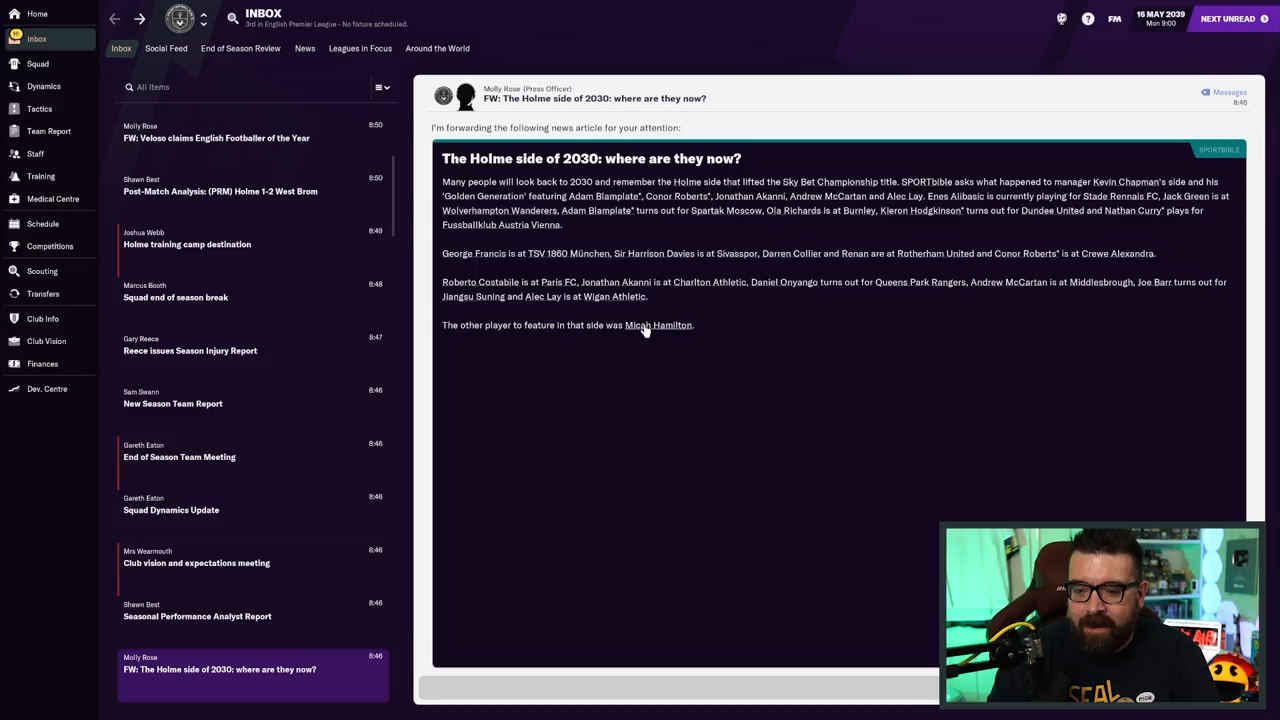 Home
Inbox
Squad
Dynamics
Tactics
Team Report
Staff
Training
Medical Centre
Schedule
Competitions
Scouting
Transfers
Club Info
Club Vision
Finances
Dev. Centre
INBOX
3rd in English Premier League - No fixture scheduled.
FM
16 MAY 2039
Mon 9:00
NEXT UNREAD
Inbox
Social Feed
End of Season Review
News
Leagues in Focus
Around the World
All Items
Molly Rose
8:50
FW: Veloso claims English Footballer of the Year
Shawn Best
8:50
Post-Match Analysis: (PRM) Holme 1-2 West Brom
Joshua Webb
8:49
Holme training camp destination
Marcus Booth
8:48
Squad end of season break
Gary Reece
8:47
Reece issues Season Injury Report
Sam Swann
8:46
New Season Team Report
Gareth Eaton
8:46
End of Season Team Meeting
Gareth Eaton
8:46
Squad Dynamics Update
Mrs Wearmouth
8:46
Club vision and expectations meeting
Shawn Best
8:46
Seasonal Performance Analyst Report
Molly Rose
8:46
FW: The Holme side of 2030: where are they now?
Molly Rose (Press Officer)
FW: The Holme side of 2030: where are they now?
Messages
8:46
I'm forwarding the following news article for your attention:
SPORTBIBLE
The Holme side of 2030: where are they now?
Many people will look back to 2030 and remember the Holme side that lifted the Sky Bet Championship title. SPORTbible asks what happened to manager Kevin Chapman's side and his
'Golden Generation' featuring Adam Blamplate*, Conor Roberts*, Jonathan Akanni, Andrew McCartan and Alec Lay. Enes Alibasic is currently playing for Stade Rennais FC, Jack Green is at
Wolverhampton Wanderers, Adam Blamplate* turns out for Spartak Moscow, Ola Richards is at Burnley, Kieron Hodgkinson* turns out for Dundee United and Nathan Curry* plays for
Fussballklub Austria Vienna.
George Francis is at TSV 1860 München, Sir Harrison Davies is at Sivasspor, Darren Collier and Renan are at Rotherham United and Conor Roberts* is at Crewe Alexandra.
Roberto Costabile is at Paris FC, Jonathan Akanni is at Charlton Athletic, Daniel Onyango turns out for Queens Park Rangers, Andrew McCartan is at Middlesbrough, Joe Barr turns out for
Jiangsu Suning and Alec Lay is at Wigan Athletic.
The other player to feature in that side was Micah Hamilton.
SEAL